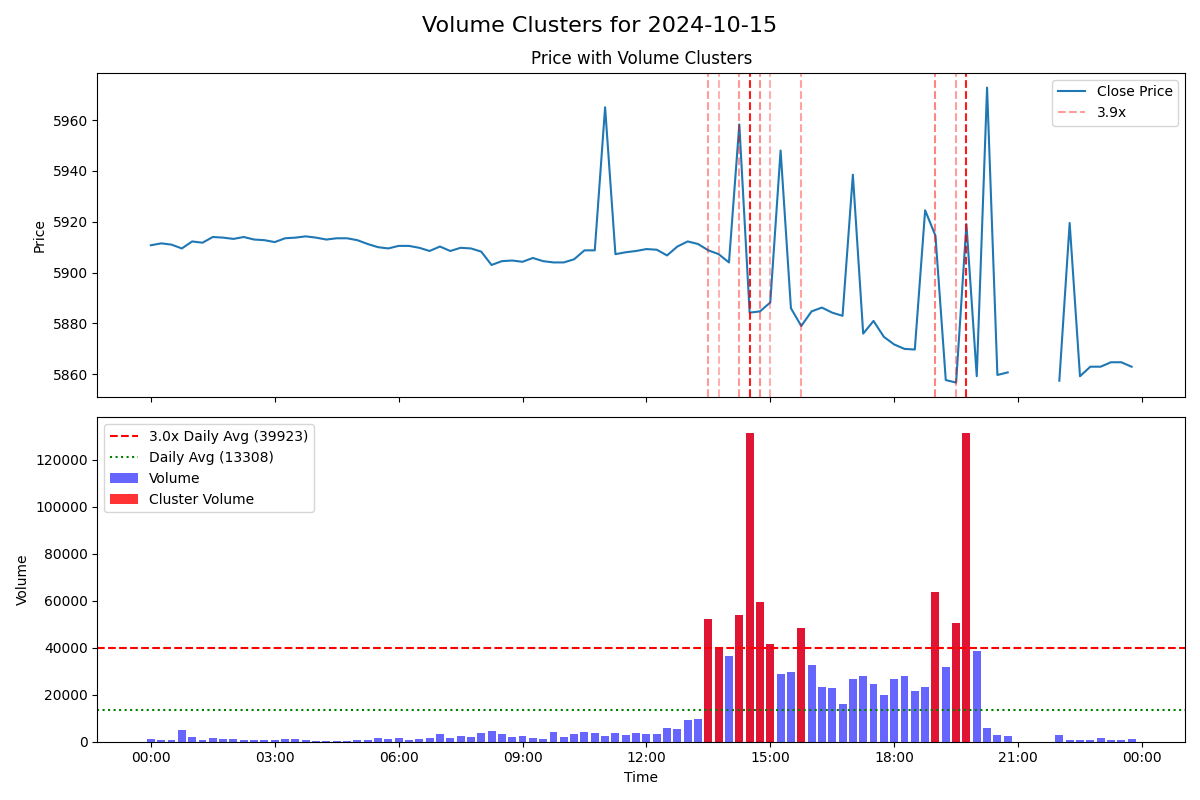 Volume Clusters for 2024-10-15
Price with Volume Clusters
Close Price
3.9x
5960
5940
5920
5900
5880
5860
Price
3.0x Daily Avg (39923)
Daily Avg (13308)
Volume
Cluster Volume
120000
100000
80000
60000
40000
20000
0
Volume
00:00
03:00
06:00
09:00
12:00
15:00
18:00
21:00
00:00
Time